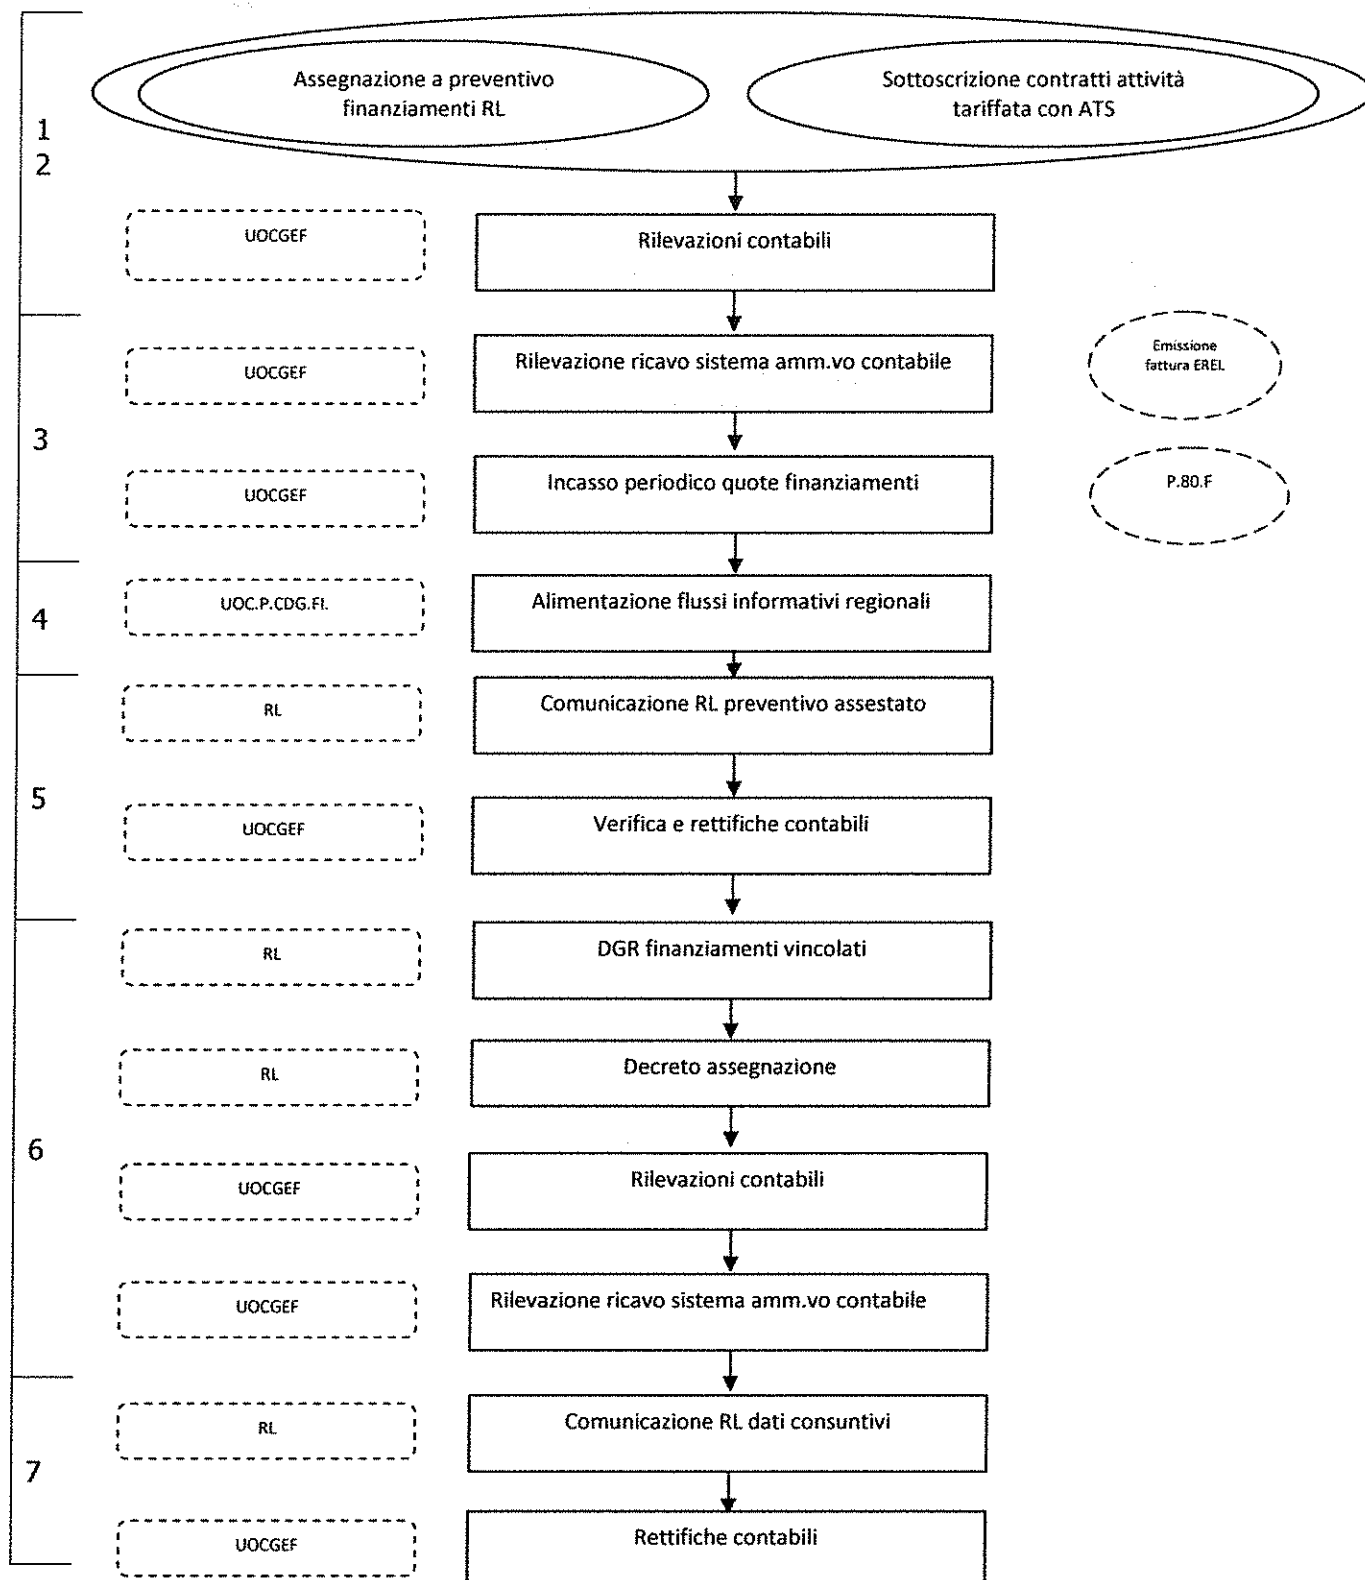 Assegnazione a preventivo
finanziamenti RL
Sottoscrizione contratti attività
tariffata con ATS
1
2
UOCGEF
Rilevazioni contabili
UOCGEF
Rilevazione ricavo sistema amm.vo contabile
Emissione
fattura EREL
3
UOCGEF
Incasso periodico quote finanziamenti
P.80.F
4
UOC.P.CDG.FI.
Alimentazione flussi informativi regionali
RL
Comunicazione RL preventivo assestato
5
UOCGEF
Verifica e rettifiche contabili
RL
DGR finanziamenti vincolati
RL
Decreto assegnazione
6
UOCGEF
Rilevazioni contabili
UOCGEF
Rilevazione ricavo sistema amm.vo contabile
RL
Comunicazione RL dati consuntivi
7
UOCGEF
Rettifiche contabili